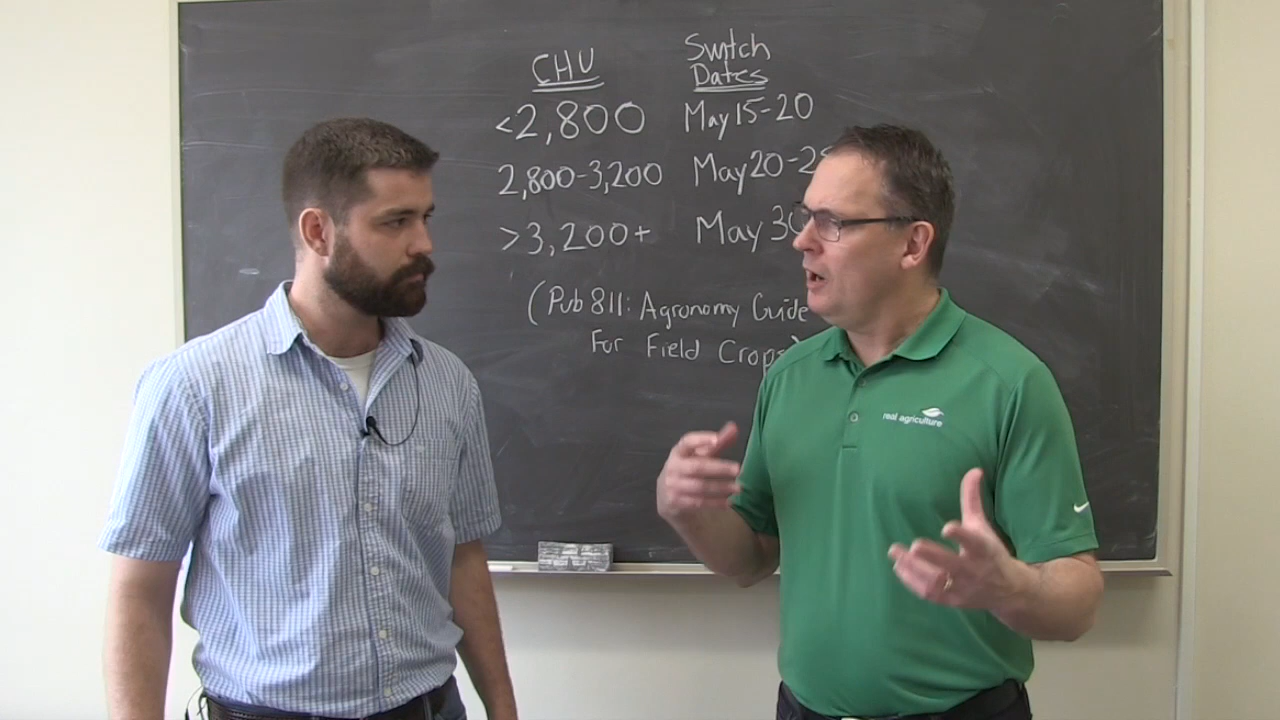 CHU Switch
Dates
<2,800 May 15-20
2,800-3,200 May 20-2
>3,200+ May 30
(Pub 811: Agronomy Guide
For Field Crops)
real agriculture